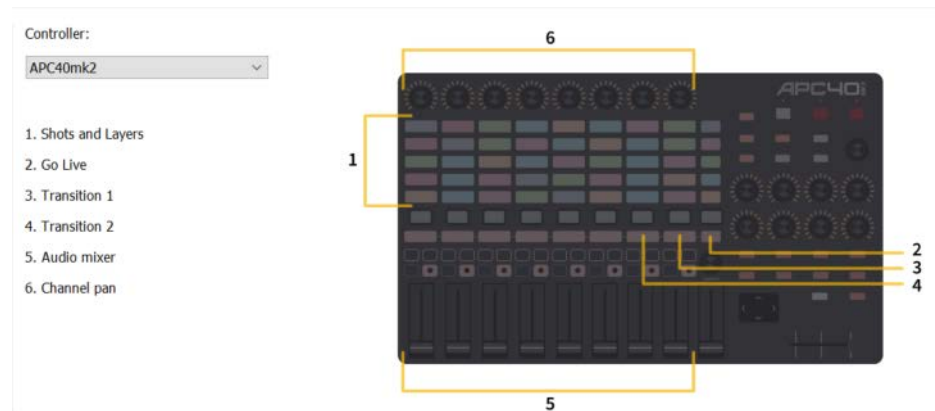 Controller:
APC40mk2
1. Shots and Layers
2. Go Live
3. Transition 1
4. Transition 2
5. Audio mixer
6. Channel pan
6
APC40
1
2
3
4
5